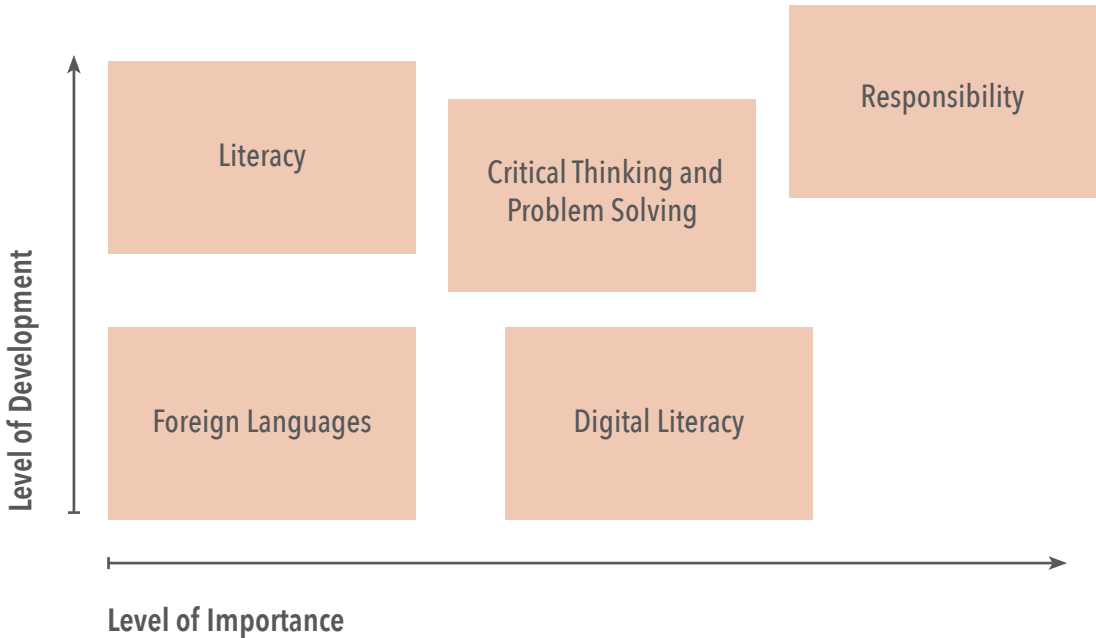 Literacy
Critical Thinking and
Problem Solving
Responsibility
Foreign Languages
Digital Literacy
Level of Development
Level of Importance